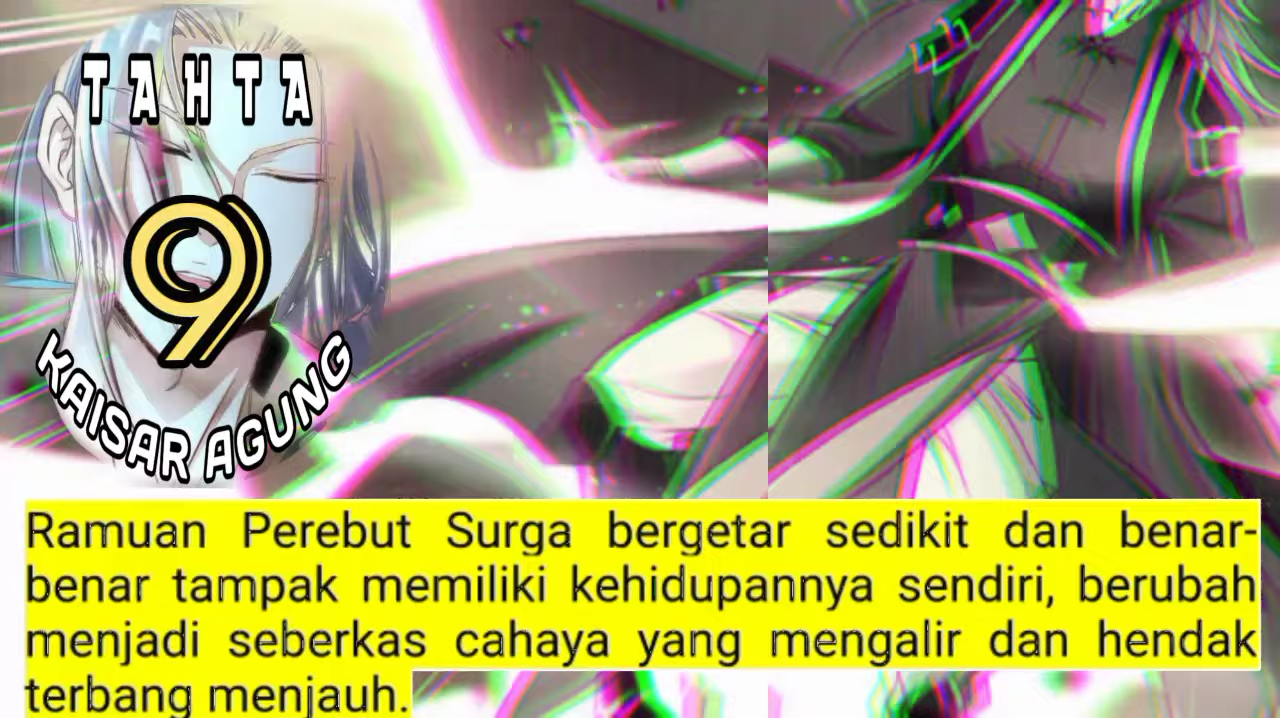 TAHTA
9
KAISAR AGUNG
Ramuan Perebut Surga bergetar sedikit dan benar-
benar tampak memiliki kehidupannya sendiri, berubah
menjadi seberkas cahaya yang mengalir dan hendak
terbang menjauh.